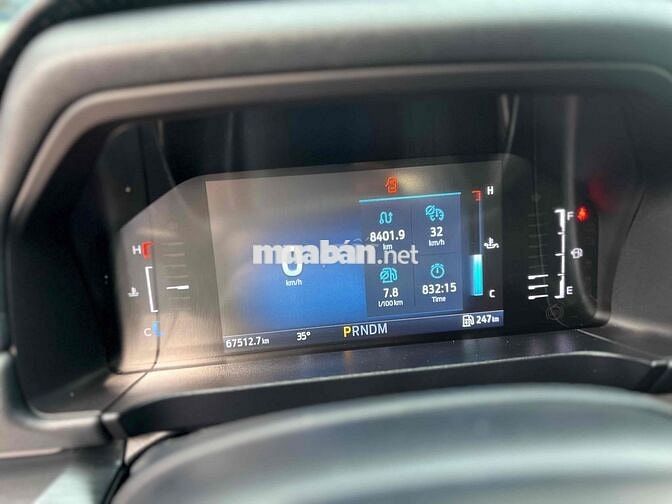 H
C
0
km/h
8401.9
km
32
km/h
7.8
l/100 km
832:15
Time
H
C
F
E
67512.7 km
35°
PRNDM
247 km
muaban.net